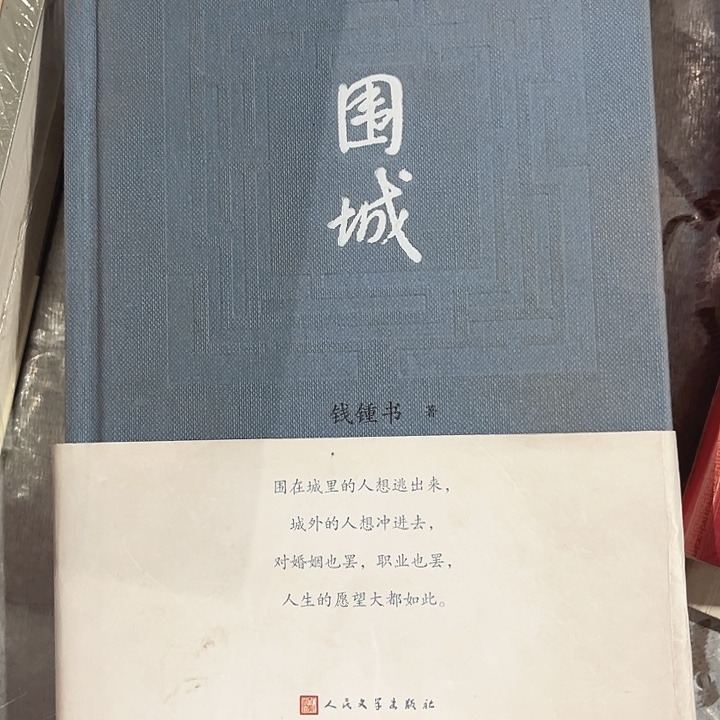 围
城
钱锺书 著
围在城里的人想逃出来，
城外的人想冲进去，
对婚姻也罢，职业也罢，
人生的愿望大都如此。
人民文学出版社